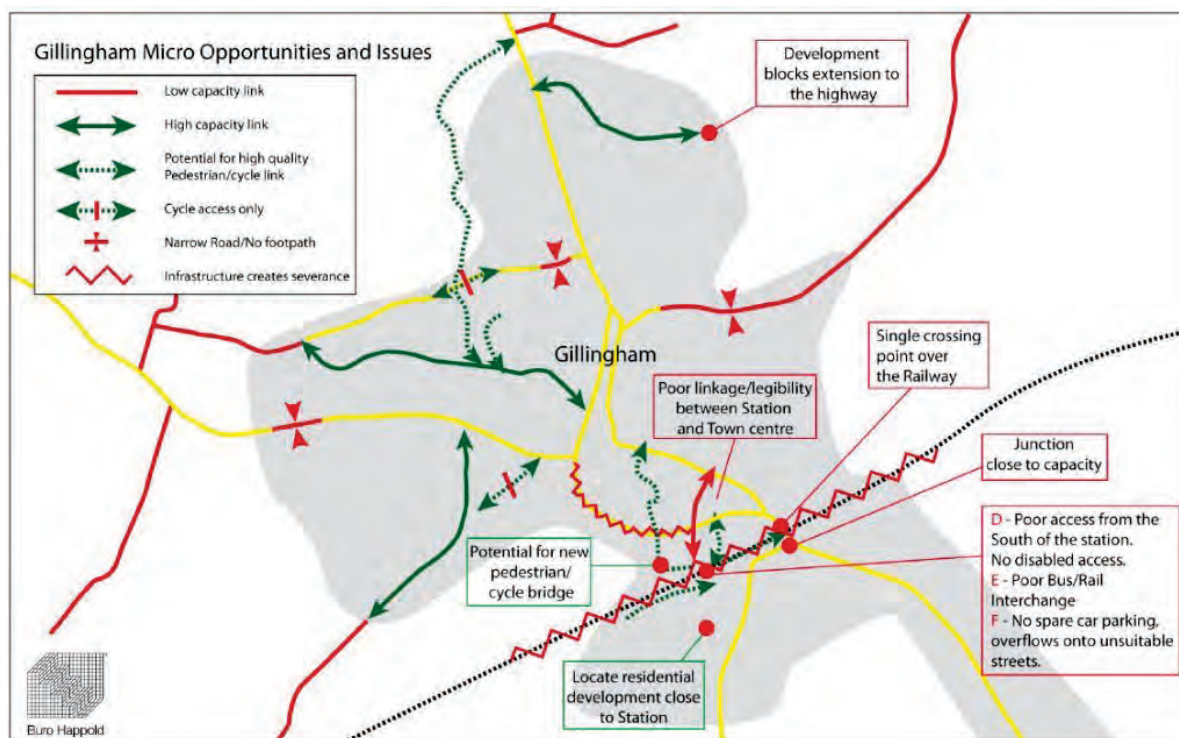 Gillingham Micro Opportunities and Issues
Low capacity link
High capacity link
Potential for high quality
Pedestrian/cycle link
Cycle access only
Narrow Road/No footpath
Infrastructure creates severance
Development
blocks extension to
the highway
Gillingham
Single crossing
point over
the Railway
Poor linkage/legibility
between Station
and Town centre
Junction
close to capacity
D - Poor access from the
South of the station.
No disabled access.
E - Poor Bus/Rail
Interchange
F - No spare car parking,
overflows onto unsuitable
streets.
Potential for new
pedestrian/
cycle bridge
Locate residential
development close
to Station
Buro Happold